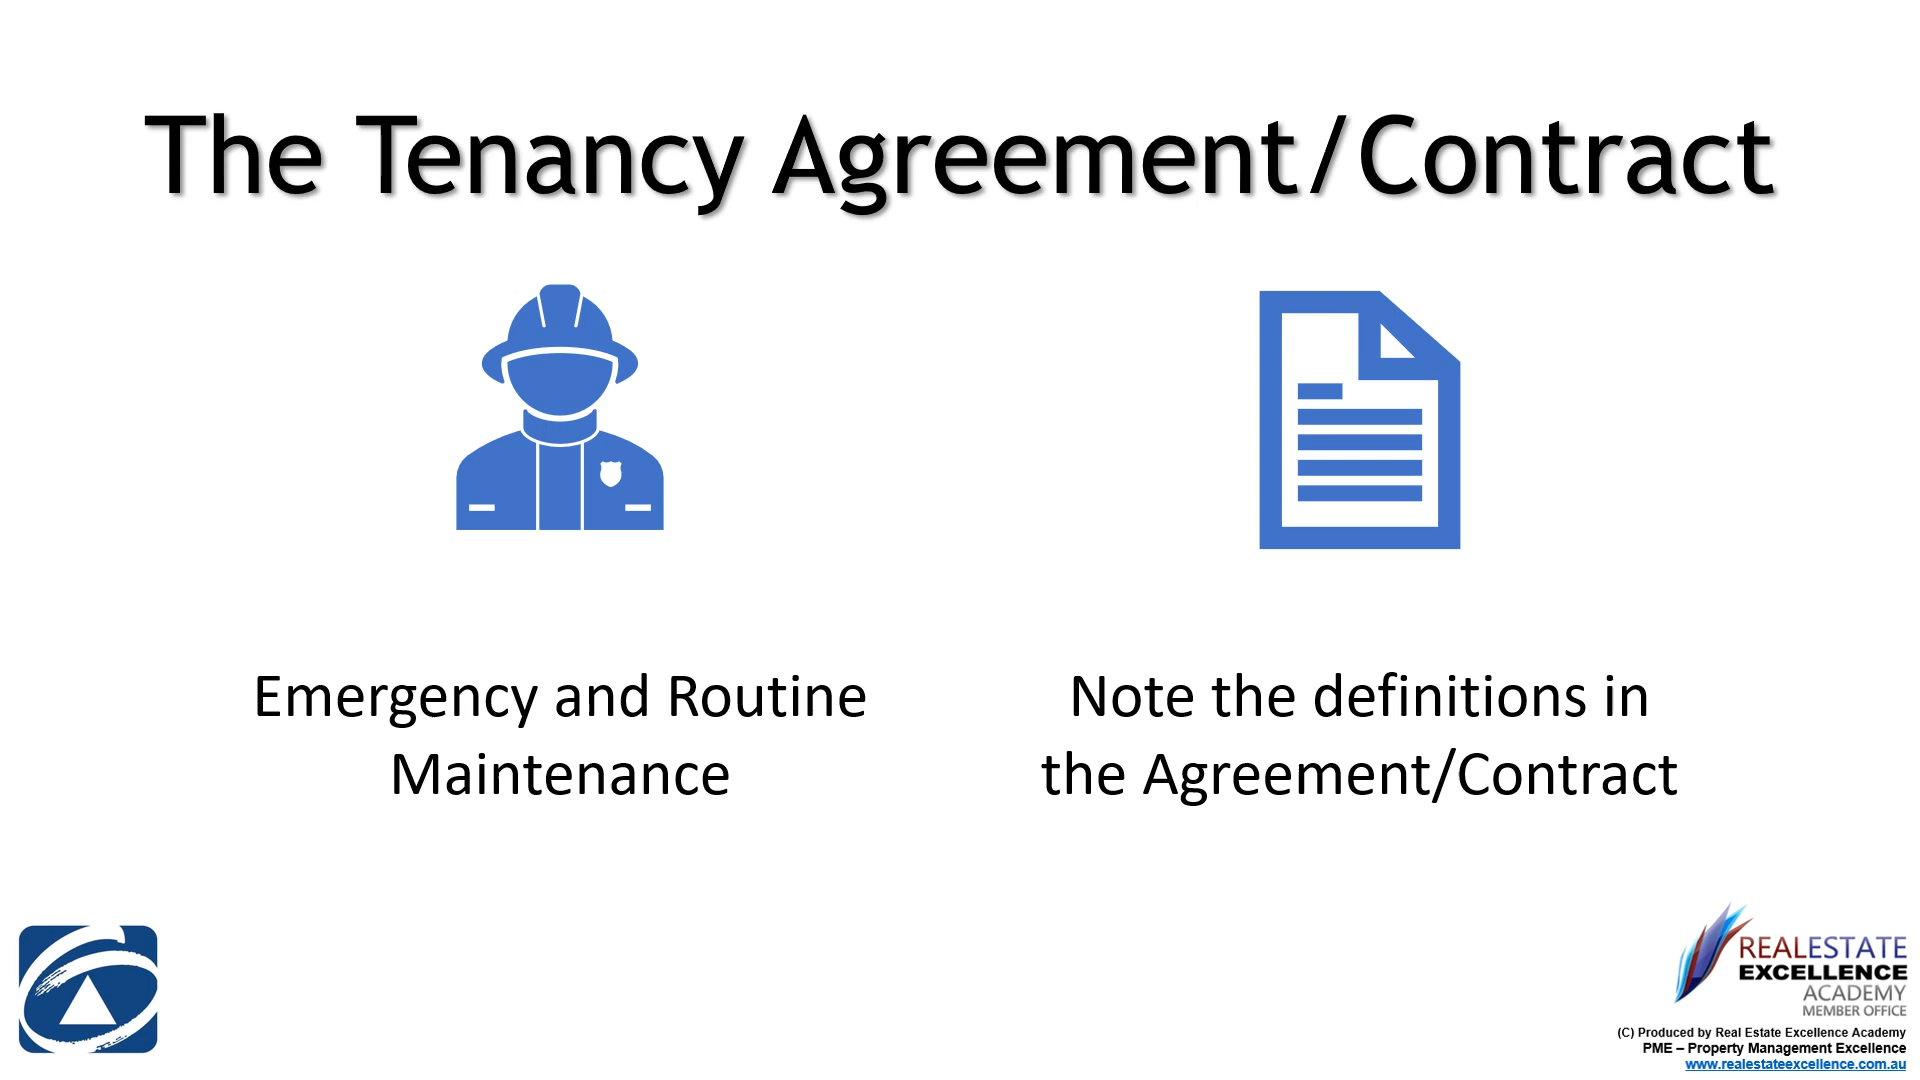 The Tenancy Agreement/Contract
Emergency and Routine
Maintenance
Note the definitions in
the Agreement/Contract
REALESTATE
EXCELLENCE
ACADEMY
MEMBER OFFICE
(C) Produced by Real Estate Excellence Academy
PME – Property Management Excellence
www.realestateexcellence.com.au